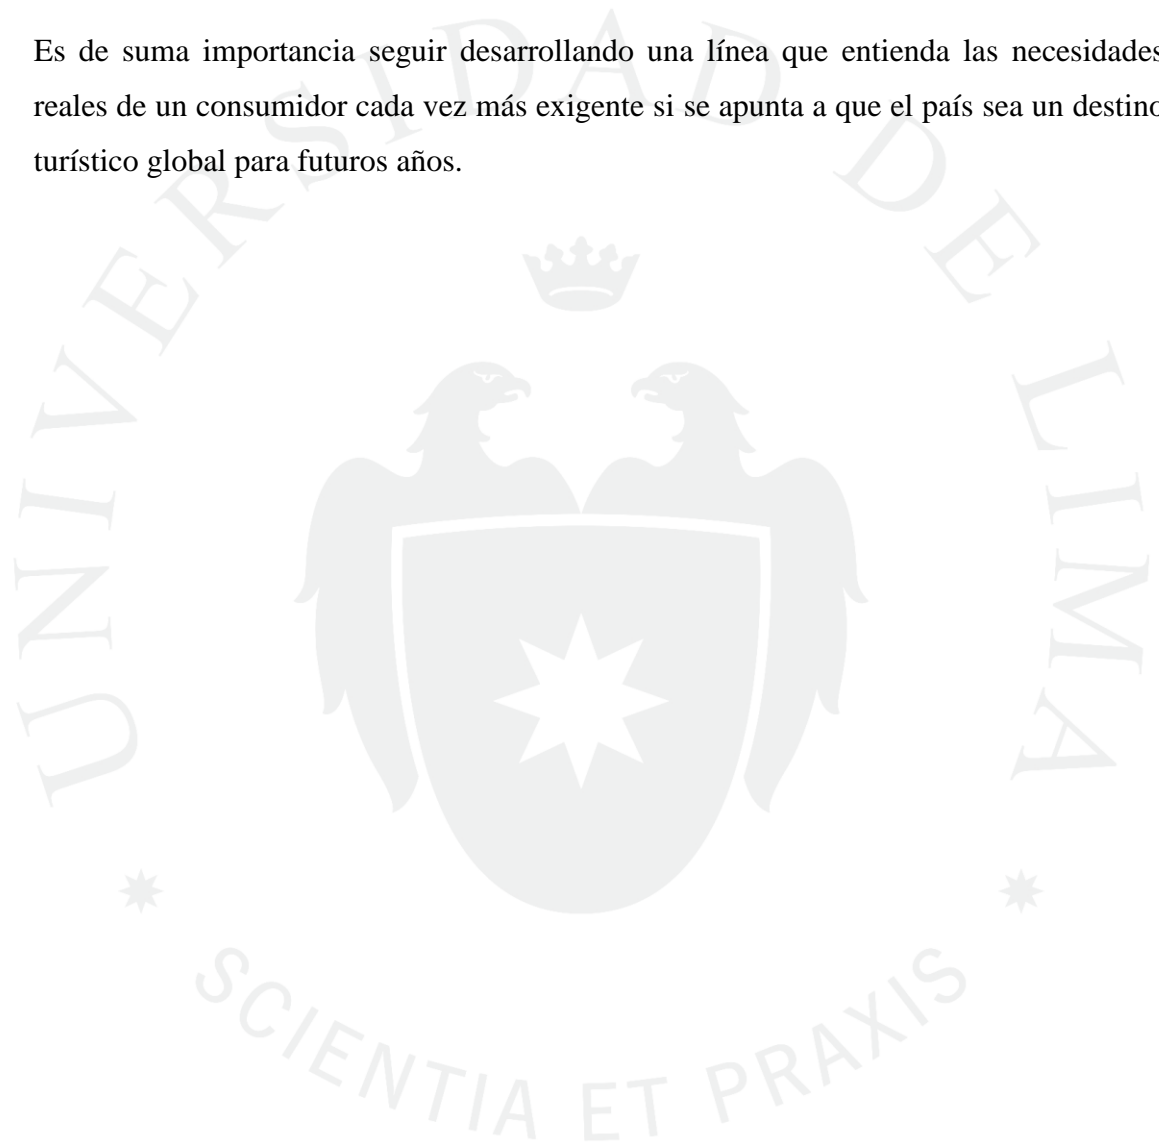 Es de suma importancia seguir desarrollando una línea que entienda las necesidades
reales de un consumidor cada vez más exigente si se apunta a que el país sea un destino
turístico global para futuros años.
UNIVERSIDAD DE LIMA
SCIENTIA ET PRAXIS